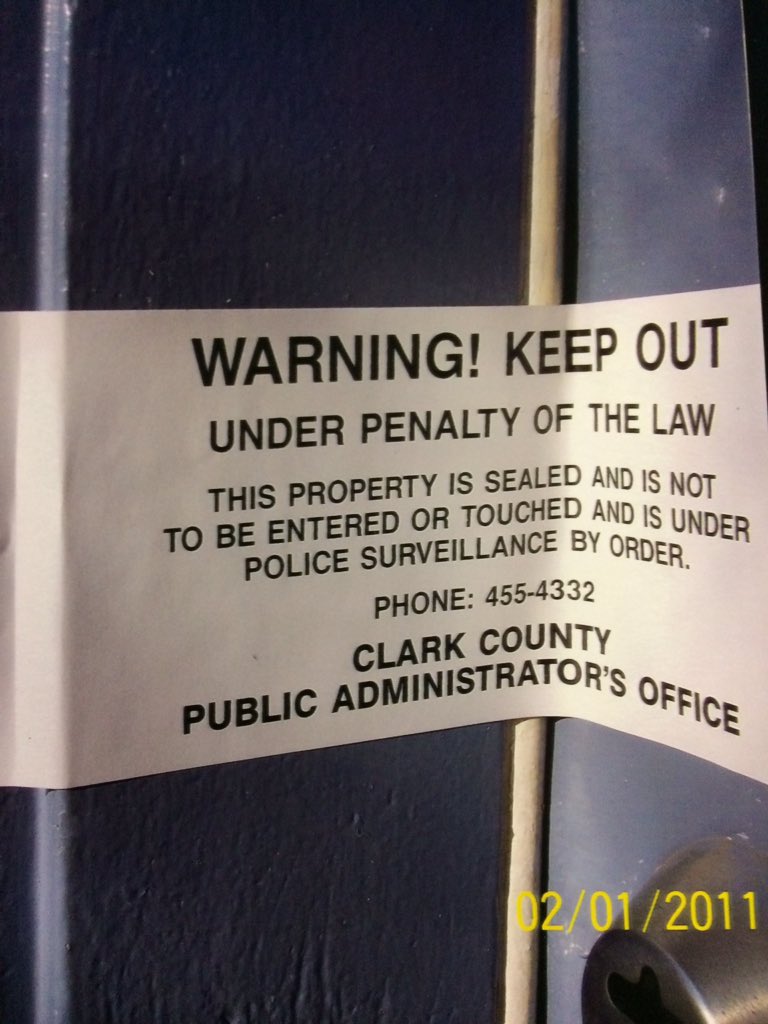 WARNING! KEEP OUT
UNDER PENALTY OF THE LAW
THIS PROPERTY IS SEALED AND IS NOT
TO BE ENTERED OR TOUCHED AND IS UNDER
POLICE SURVEILLANCE BY ORDER.
PHONE: 455-4332
CLARK COUNTY
PUBLIC ADMINISTRATOR'S OFFICE
02/01/2011